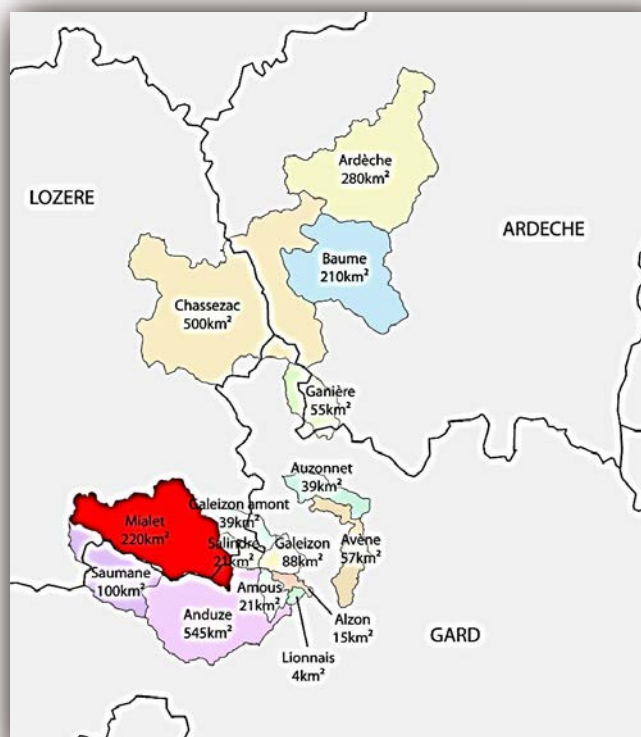 Ardèche
280km²
LOZERE
ARDECHE
Baume
210km²
Chassezac
500km²
Ganière
55km²
Auzonnet
39km²
Galeizon amont
39km²
Mialet
220km²
Salindre
21km²
Galeizon
88km²
Avène
57km²
Saumane
100km²
Amous
21km²
Anduze
545km²
Alzon
15km²
GARD
Lionnais
4km²